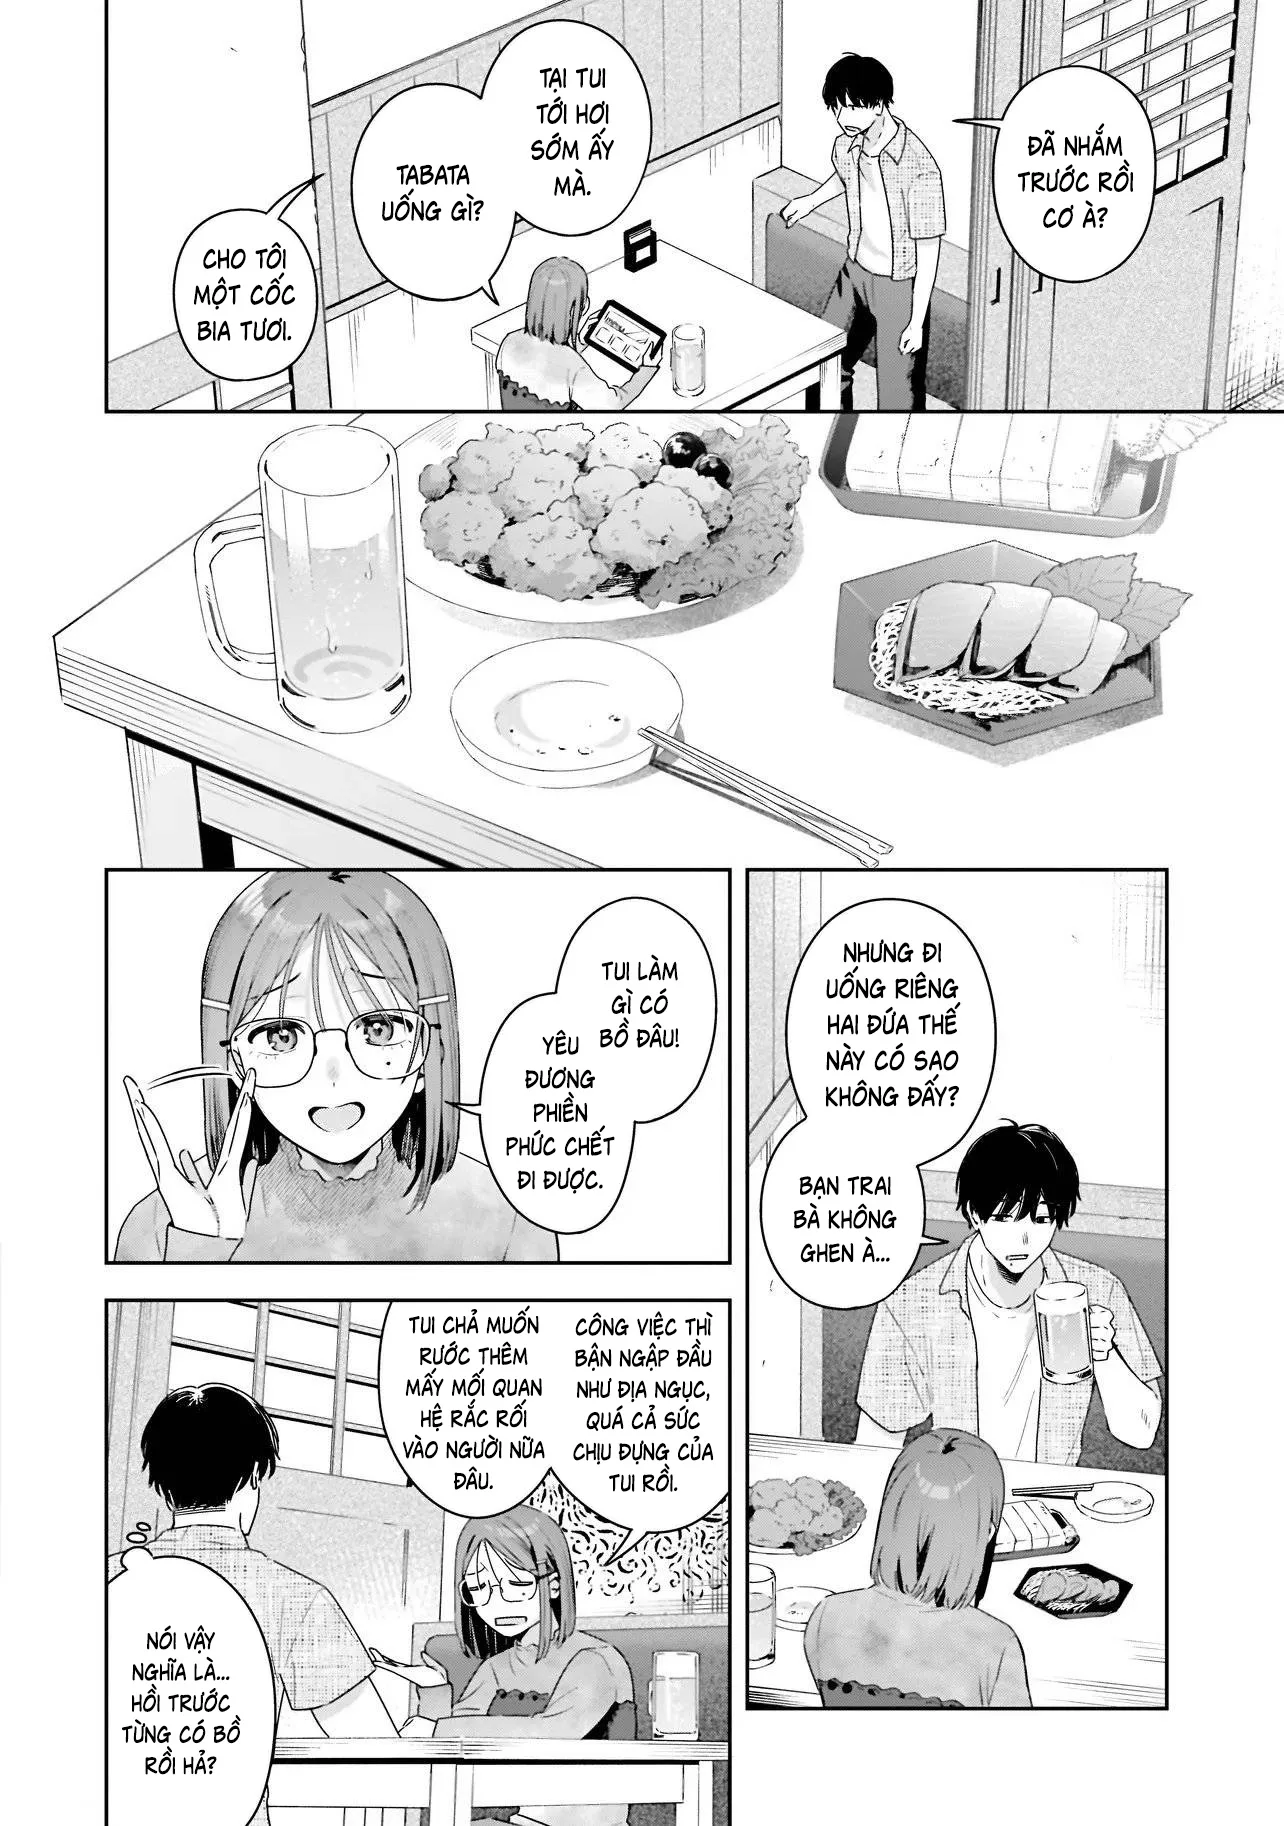 ĐÃ NHẮM
TRƯỚC RỒI
CƠ À?
TẠI TUI
TỚI HƠI
SỚM ẤY
MÀ.
TABATA
UỐNG GÌ?
CHO TÔI
MỘT CỐC
BIA TƯƠI.
NHƯNG ĐI
UỐNG RIÊNG
HAI ĐỨA THẾ
NÀY CÓ SAO
KHÔNG ĐẤY?
BẠN TRAI
BÀ KHÔNG
GHEN À...
TUI LÀM
GÌ CÓ
BỒ ĐÂU!
YÊU
ĐƯƠNG
PHIỀN
PHỨC CHẾT
ĐI ĐƯỢC.
CÔNG VIỆC THÌ
BẬN NGẬP ĐẦU
NHƯ ĐỊA NGỤC,
QUÁ CẢ SỨC
CHỊU ĐỰNG CỦA
TUI RỒI.
TUI CHẢ MUỐN
RƯỚC THÊM
MẤY MỐI QUAN
HỆ RẮC RỐI
VÀO NGƯỜI NỮA
ĐÂU.
NÓI VẬY
NGHĨA LÀ...
HỒI TRƯỚC
TỪNG CÓ BỒ
RỒI HẢ?